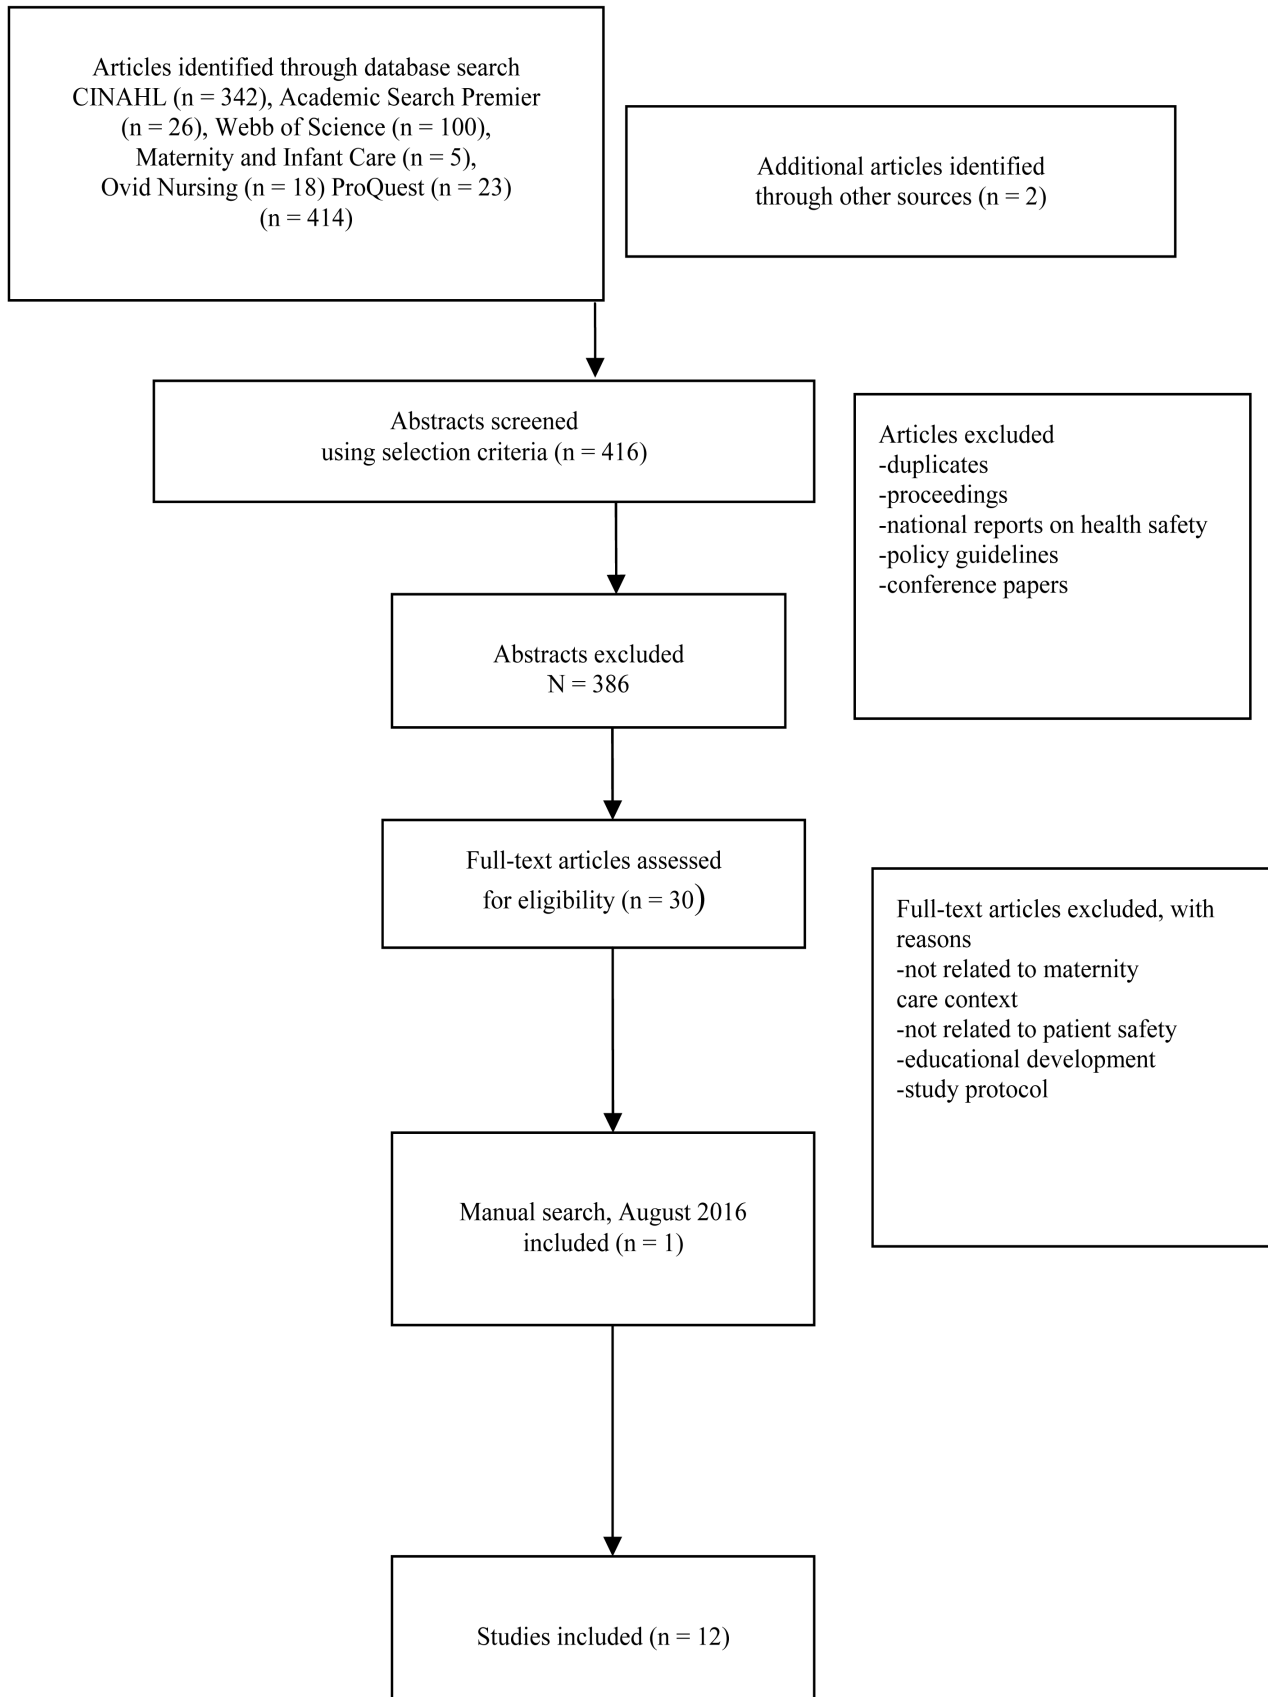 Articles identified through database search
CINAHL (n = 342), Academic Search Premier
(n = 26), Webb of Science (n = 100),
Maternity and Infant Care (n = 5),
Ovid Nursing (n = 18) ProQuest (n = 23)
(n = 414)
Additional articles identified
through other sources (n = 2)
Abstracts screened
using selection criteria (n = 416)
Articles excluded
-duplicates
-proceedings
-national reports on health safety
-policy guidelines
-conference papers
Abstracts excluded
N = 386
Full-text articles assessed
for eligibility (n = 30)
Full-text articles excluded, with
reasons
-not related to maternity
care context
-not related to patient safety
-educational development
-study protocol
Manual search, August 2016
included (n = 1)
Studies included (n = 12)